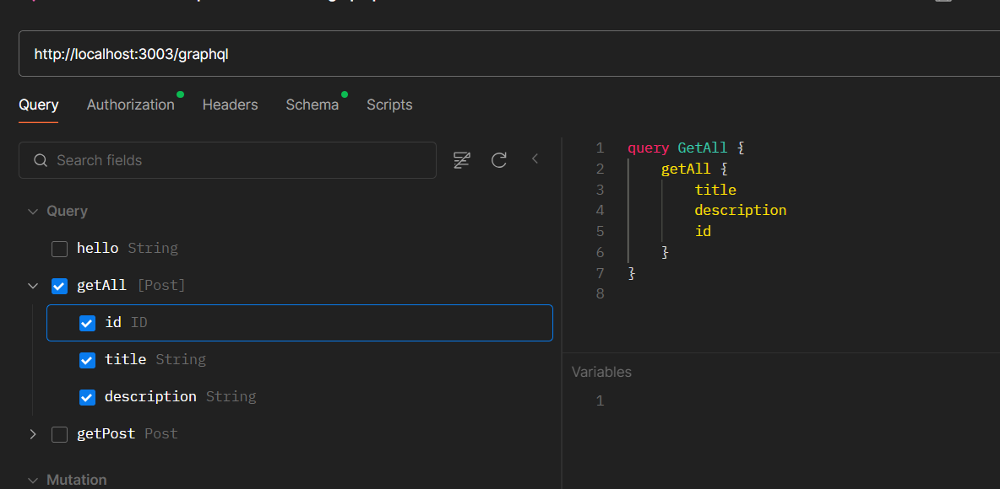 http://localhost:3003/graphql
Query Authorization Headers Schema Scripts
Search fields
Query
hello String
getAll [Post]
id ID
title String
description String
getPost Post
Mutation
1 query GetAll {
2 getAll {
3 title
4 description
5 id
6 }
7 }
8
Variables
1